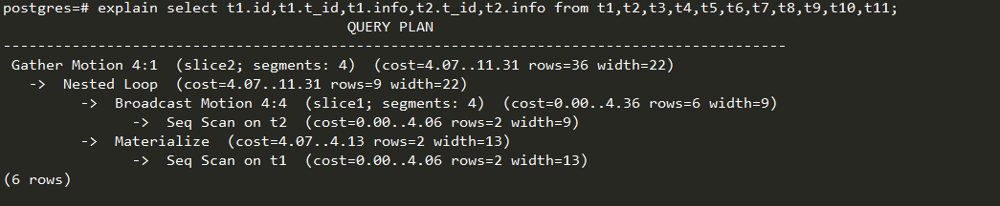 postgres=# explain select t1.id,t1.t_id,t1.info,t2.t_id,t2.info from t1,t2,t3,t4,t5,t6,t7,t8,t9,t10,t11;
QUERY PLAN
------------------------------------------------------------------------------------------
Gather Motion 4:1  (slice2; segments: 4)  (cost=4.07..11.31 rows=36 width=22)
->  Nested Loop  (cost=4.07..11.31 rows=9 width=22)
->  Broadcast Motion 4:4  (slice1; segments: 4)  (cost=0.00..4.36 rows=6 width=9)
->  Seq Scan on t2  (cost=0.00..4.06 rows=2 width=9)
->  Materialize  (cost=4.07..4.13 rows=2 width=13)
->  Seq Scan on t1  (cost=0.00..4.06 rows=2 width=13)
(6 rows)